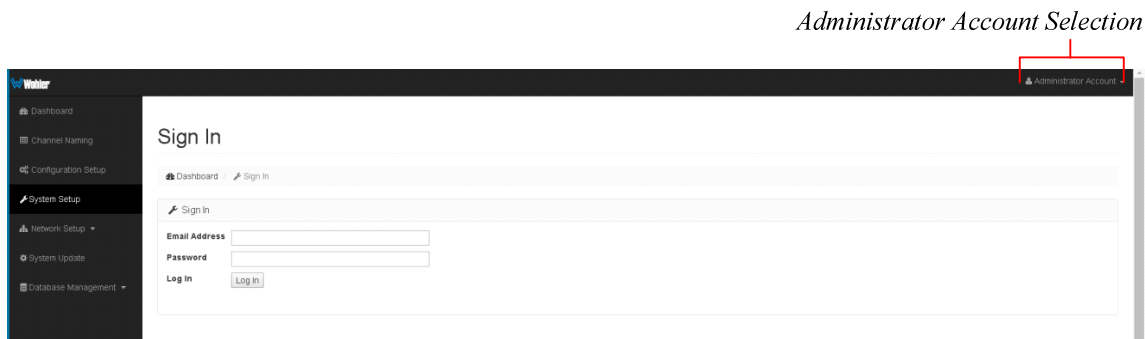 Administrator Account Selection
Wohler
Administrator Account
Dashboard
Channel Naming
Configuration Setup
System Setup
Network Setup
System Update
Database Management
Sign In
Dashboard / Sign In
Sign In
Email Address
Password
Log In Log In